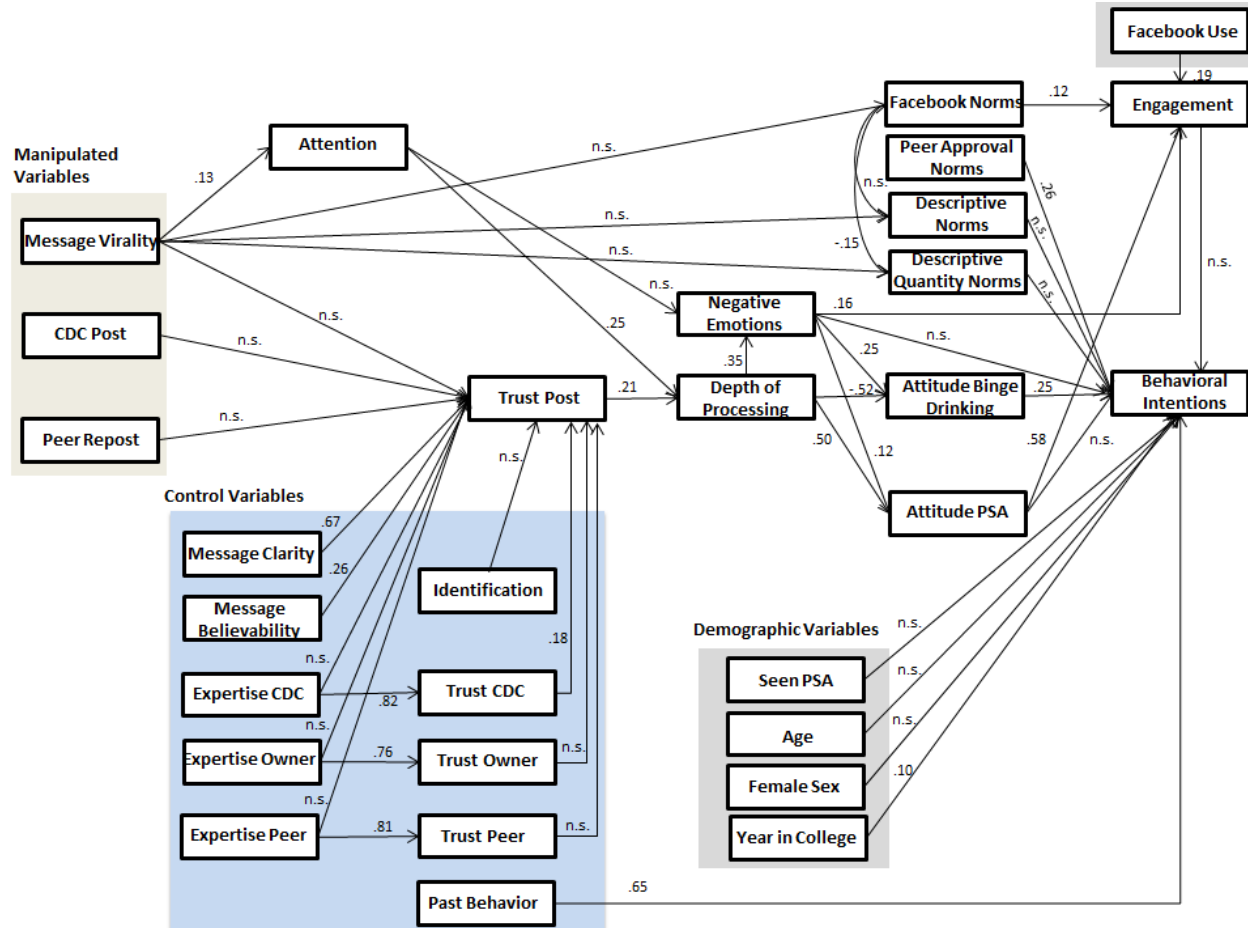 Facebook Use
.19
Facebook Norms
.12
Engagement
Attention
Manipulated
Variables
n.s.
Peer Approval
Norms
.13
n.s.
.26
Message Virality
n.s.
Descriptive
Norms
n.s.
n.s.
-.15
Descriptive
Quantity Norms
n.s.
n.s.
n.s.
Negative
Emotions
.16
CDC Post
n.s.
n.s.
.25
n.s.
.25
.35
Trust Post
.21
Depth of
Processing
-.52
Attitude Binge
Drinking
.25
Behavioral
Intentions
Peer Repost
n.s.
.50
.12
.58
n.s.
n.s.
Control Variables
Attitude PSA
.67
Message Clarity
.26
Identification
Message
Believability
n.s.
.18
Demographic Variables
n.s.
Expertise CDC
.82
Trust CDC
Seen PSA
n.s.
n.s.
Age
n.s.
Expertise Owner
.76
Trust Owner
n.s.
.10
Female Sex
n.s.
Expertise Peer
.81
Trust Peer
n.s.
Year in College
Past Behavior
.65